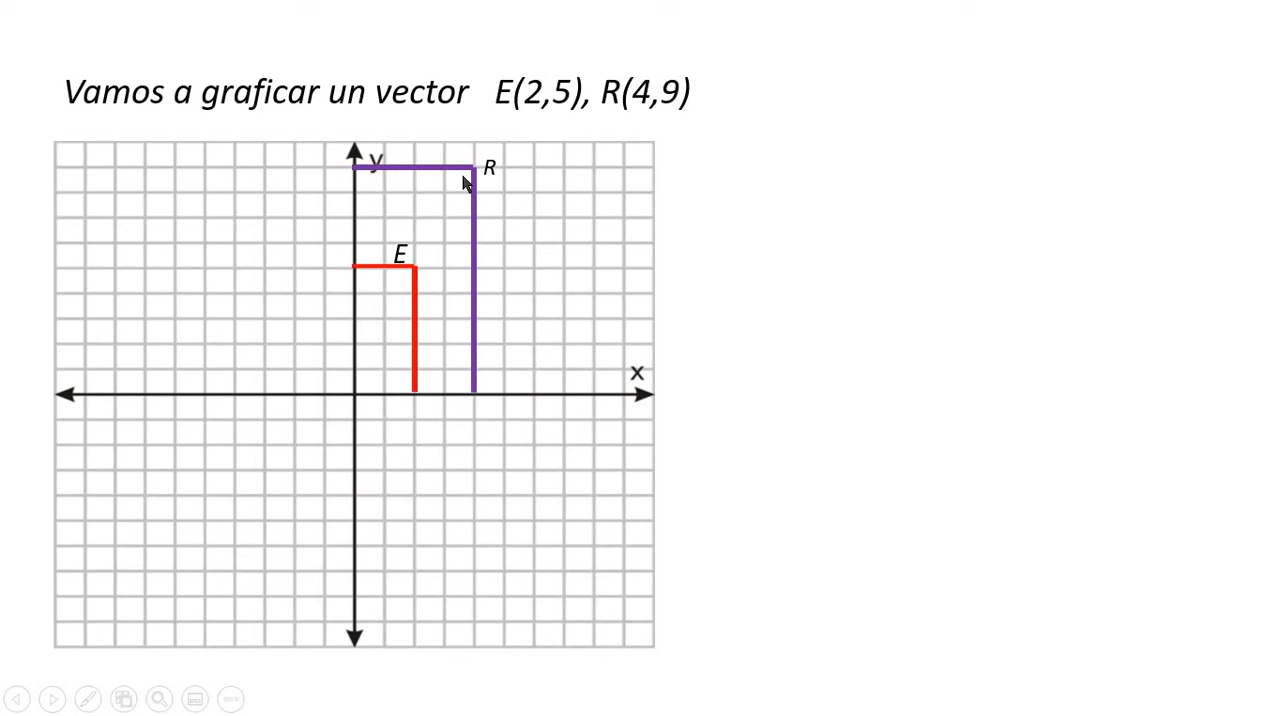 Vamos a graficar un vector E(2,5), R(4,9)
y
R
E
x